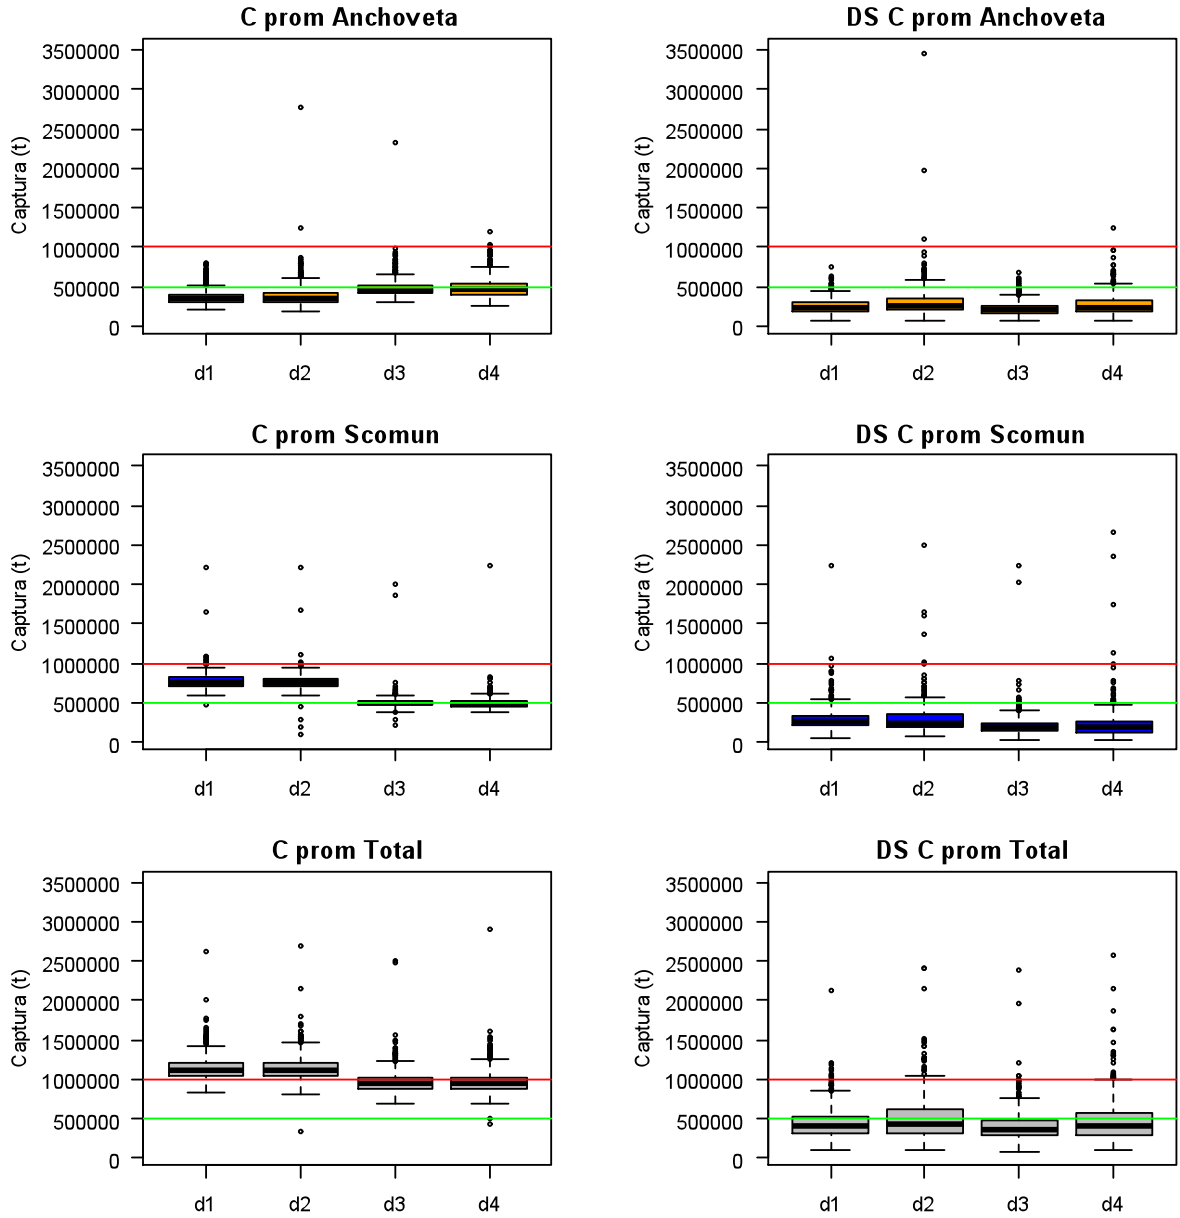 C prom Anchoveta
Captura (t)
3500000
3000000
2500000
2000000
1500000
1000000
500000
0
d1 d2 d3 d4
DS C prom Anchoveta
Captura (t)
3500000
3000000
2500000
2000000
1500000
1000000
500000
0
d1 d2 d3 d4
C prom Scomun
Captura (t)
3500000
3000000
2500000
2000000
1500000
1000000
500000
0
d1 d2 d3 d4
DS C prom Scomun
Captura (t)
3500000
3000000
2500000
2000000
1500000
1000000
500000
0
d1 d2 d3 d4
C prom Total
Captura (t)
3500000
3000000
2500000
2000000
1500000
1000000
500000
0
d1 d2 d3 d4
DS C prom Total
Captura (t)
3500000
3000000
2500000
2000000
1500000
1000000
500000
0
d1 d2 d3 d4